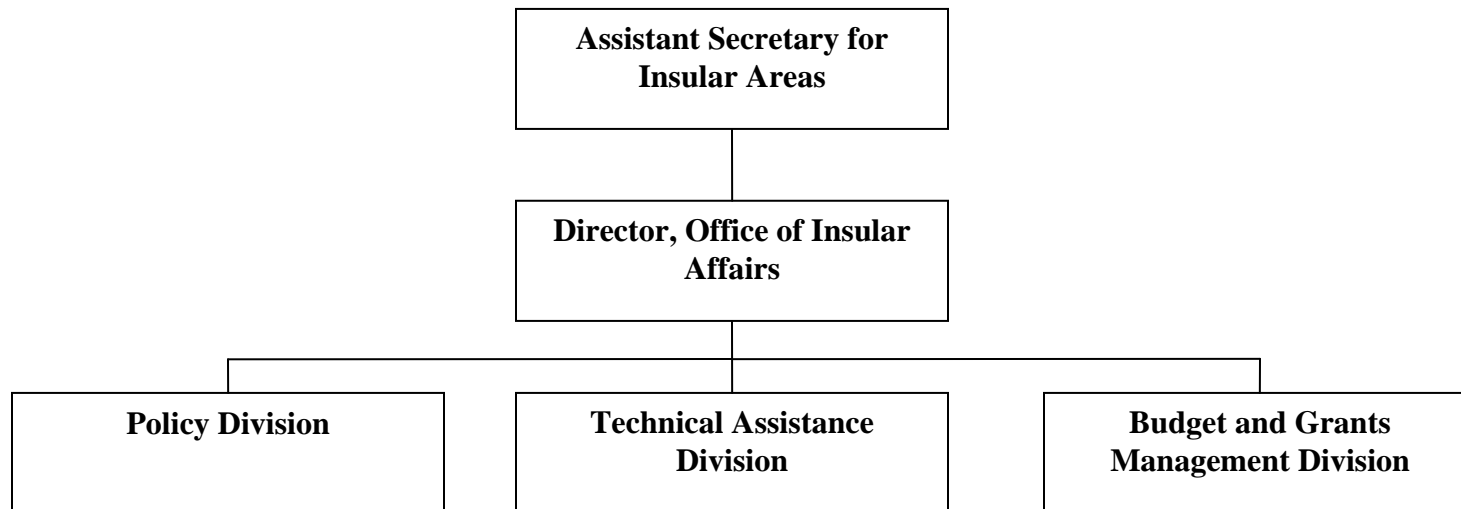 Assistant Secretary for
Insular Areas
Director, Office of Insular
Affairs
Policy Division
Technical Assistance
Division
Budget and Grants
Management Division